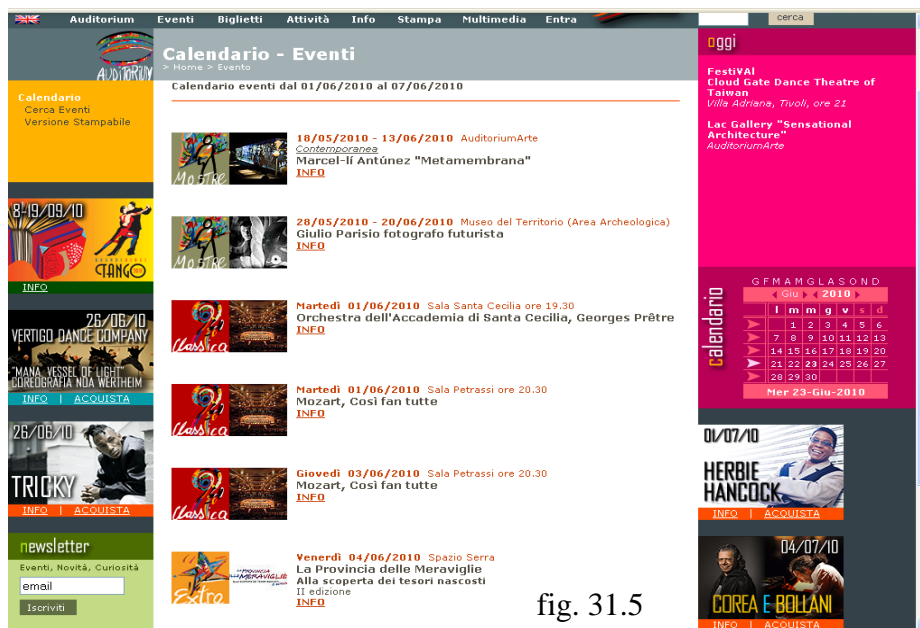 Auditorium Eventi Biglietti Attività Info Stampa Multimedia Entra
cerca
AUDITORIUM
Calendario - Eventi
> Home > Evento
Calendario
Cerca Eventi
Versione Stampabile
8-19/09/10
TANGO
INFO
26/06/10
VERTIGO DANCE COMPANY
"MANA, VESSEL OF LIGHT"
COREOGRAFIA NOA WERTHEIM
INFO | ACQUISTA
26/06/10
TRICKY
INFO | ACQUISTA
newsletter
Eventi, Novità, Curiosità
email
Iscriviti
Calendario eventi dal 01/06/2010 al 07/06/2010
MOSTRE
18/05/2010 - 13/06/2010 AuditoriumArte
Contemporanea
Marcel-lí Antúnez "Metamembrana"
INFO
MOSTRE
28/05/2010 - 20/06/2010 Museo del Territorio (Area Archeologica)
Giulio Parisio fotografo futurista
INFO
Classica
Martedì 01/06/2010 Sala Santa Cecilia ore 19.30
Orchestra dell'Accademia di Santa Cecilia, Georges Prêtre
INFO
Classica
Martedì 01/06/2010 Sala Petrassi ore 20.30
Mozart, Così fan tutte
INFO
Classica
Giovedì 03/06/2010 Sala Petrassi ore 20.30
Mozart, Così fan tutte
INFO
Extra
PROVINCIA
MERAVIGLIE
Venerdì 04/06/2010 Spazio Serra
La Provincia delle Meraviglie
Alla scoperta dei tesori nascosti
II edizione
INFO
fig. 31.5
oggi
Festi¥Al
Cloud Gate Dance Theatre of
Taiwan
Villa Adriana, Tivoli, ore 21
Lac Gallery "Sensational
Architecture"
AuditoriumArte
calendario
G F M A M G L A S O N D
Giu 2010
l m m g v s d
1 2 3 4 5 6
7 8 9 10 11 12 13
14 15 16 17 18 19 20
21 22 23 24 25 26 27
28 29 30
Mer 23-Giu-2010
01/07/10
HERBIE
HANCOCK
INFO | ACQUISTA
04/07/10
COREA E BOLLANI
INFO | ACQUISTA